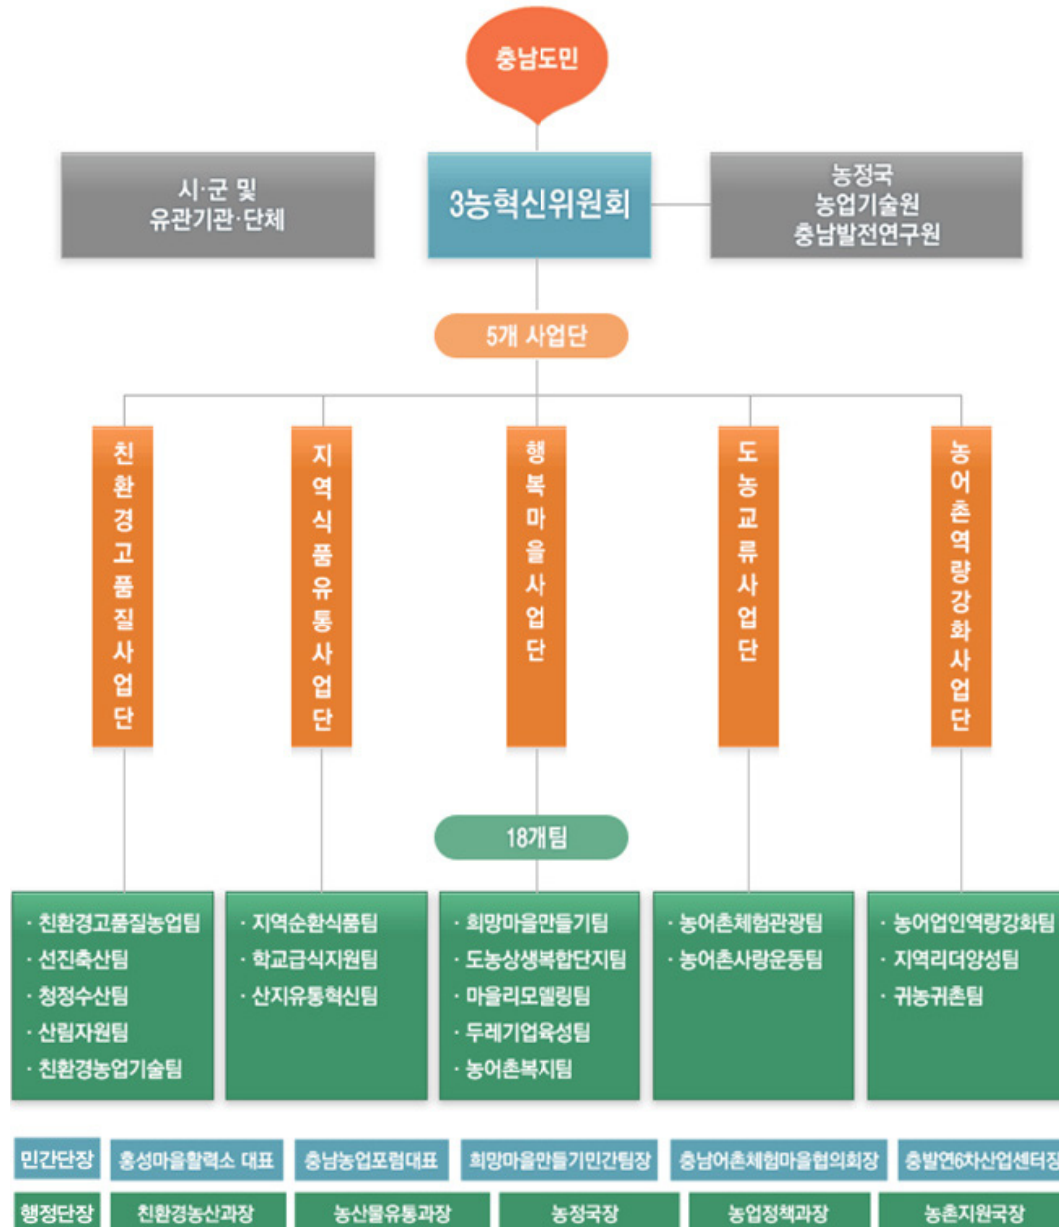 충남도민
시·군 및
유관기관·단체
3농혁신위원회
농정국
농업기술원
충남발전연구원
5개 사업단
친환경고품질사업단
지역식품유통사업단
행복마을사업단
도농교류사업단
농어촌역량강화사업단
18개팀
· 친환경고품질농업팀
· 선진축산팀
· 청정수산팀
· 산림자원팀
· 친환경농업기술팀
· 지역순환식품팀
· 학교급식지원팀
· 산지유통혁신팀
· 희망마을만들기팀
· 도농상생복합단지팀
· 마을리모델링팀
· 두레기업육성팀
· 농어촌복지팀
· 농어촌체험관광팀
· 농어촌사랑운동팀
· 농어업인역량강화팀
· 지역리더양성팀
· 귀농귀촌팀
민간단장 홍성마을활력소 대표 충남농업포럼대표 희망마을만들기민간팀장 충남어촌체험마을협의회장 충발연6차산업센터장
행정단장 친환경농산과장 농산물유통과장 농정국장 농업정책과장 농촌지원국장